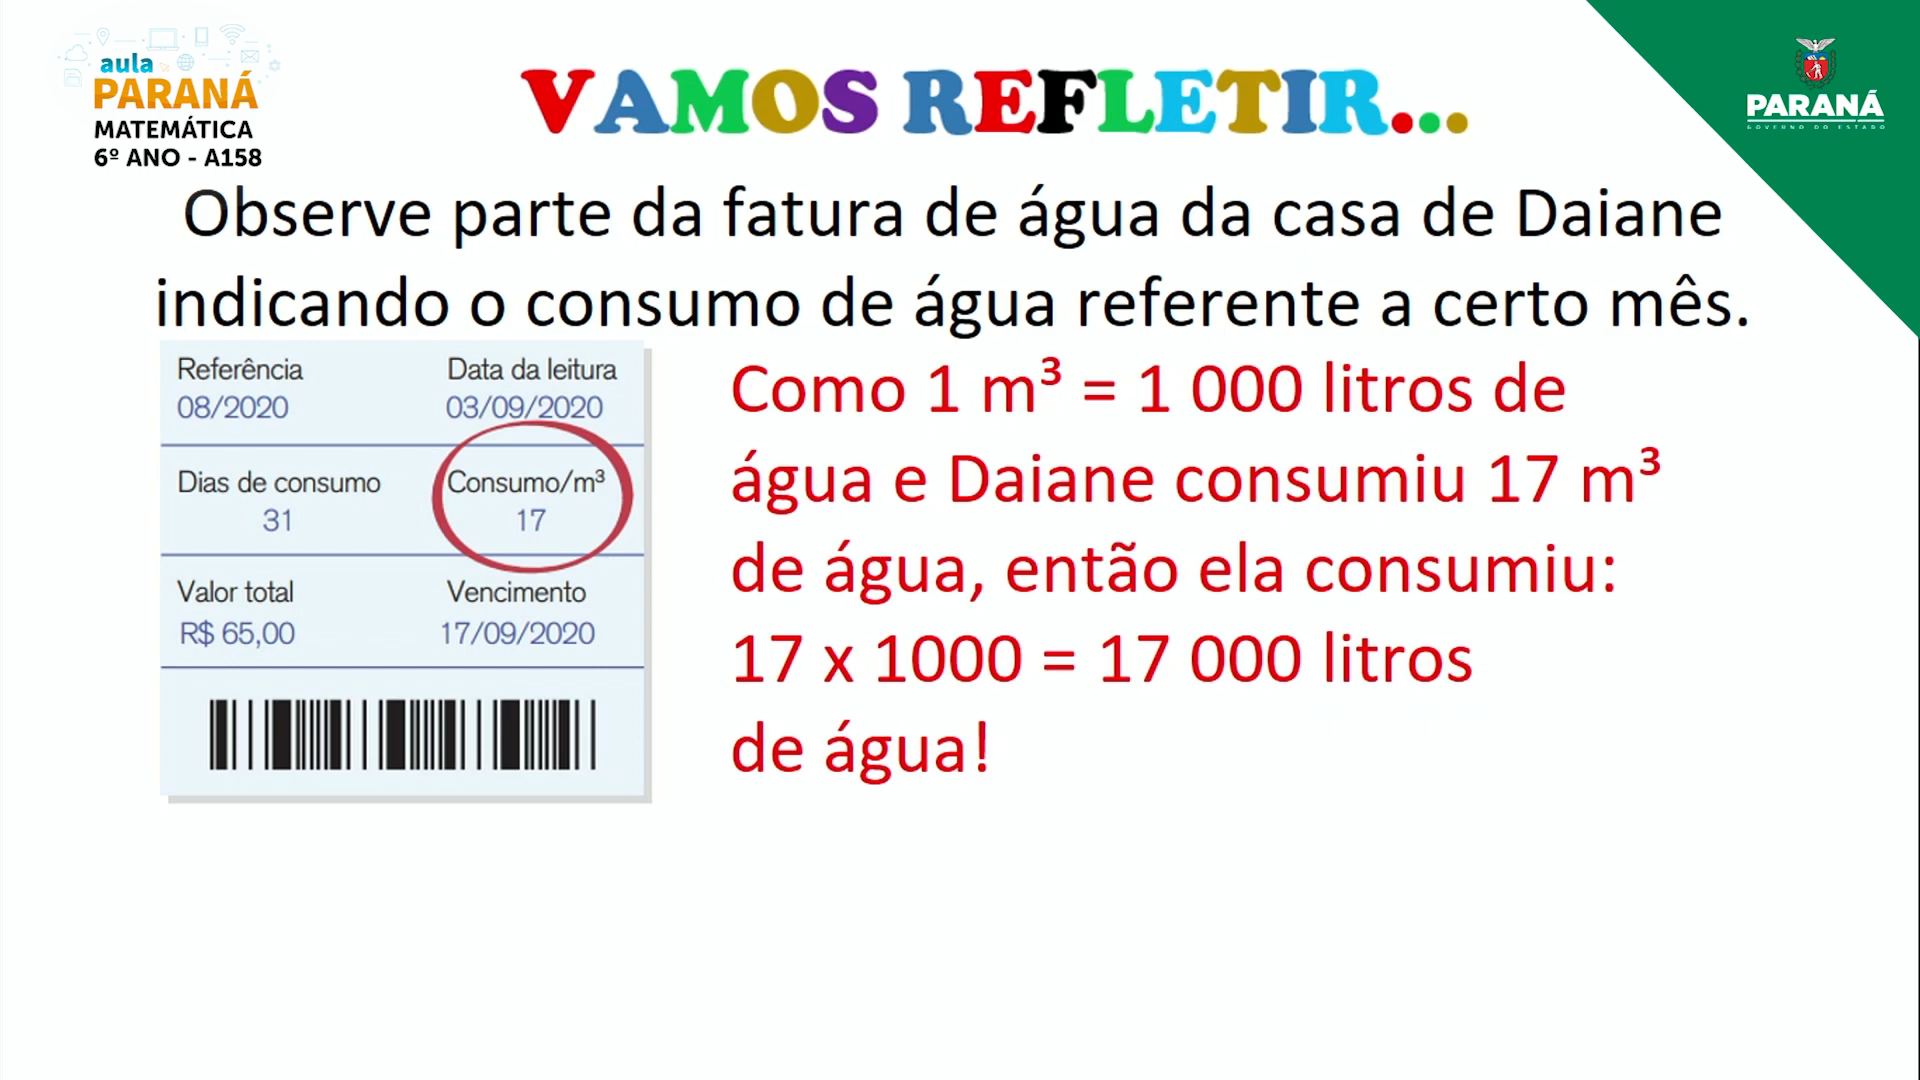 aula
PARANÁ
MATEMÁTICA
6º ANO - A158
VAMOS REFLETIR...
PARANÁ
GOVERNO DO ESTADO
Observe parte da fatura de água da casa de Daiane
indicando o consumo de água referente a certo mês.
Referência Data da leitura
08/2020 03/09/2020
Dias de consumo Consumo/m³
31 17
Valor total Vencimento
R$ 65,00 17/09/2020
Como 1 m³ = 1 000 litros de
água e Daiane consumiu 17 m³
de água, então ela consumiu:
17 x 1000 = 17 000 litros
de água!